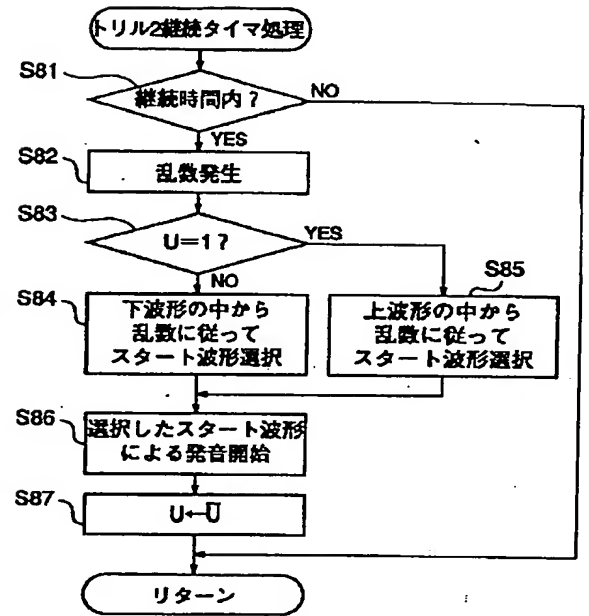 トリル2継続タイマ処理
S81
継続時間内?
NO
YES
S82
乱数発生
S83
U=1?
YES
NO
S84
下波形の中から
乱数に従って
スタート波形選択
S85
上波形の中から
乱数に従って
スタート波形選択
S86
選択したスタート波形
による発音開始
S87
U←U̅
リターン